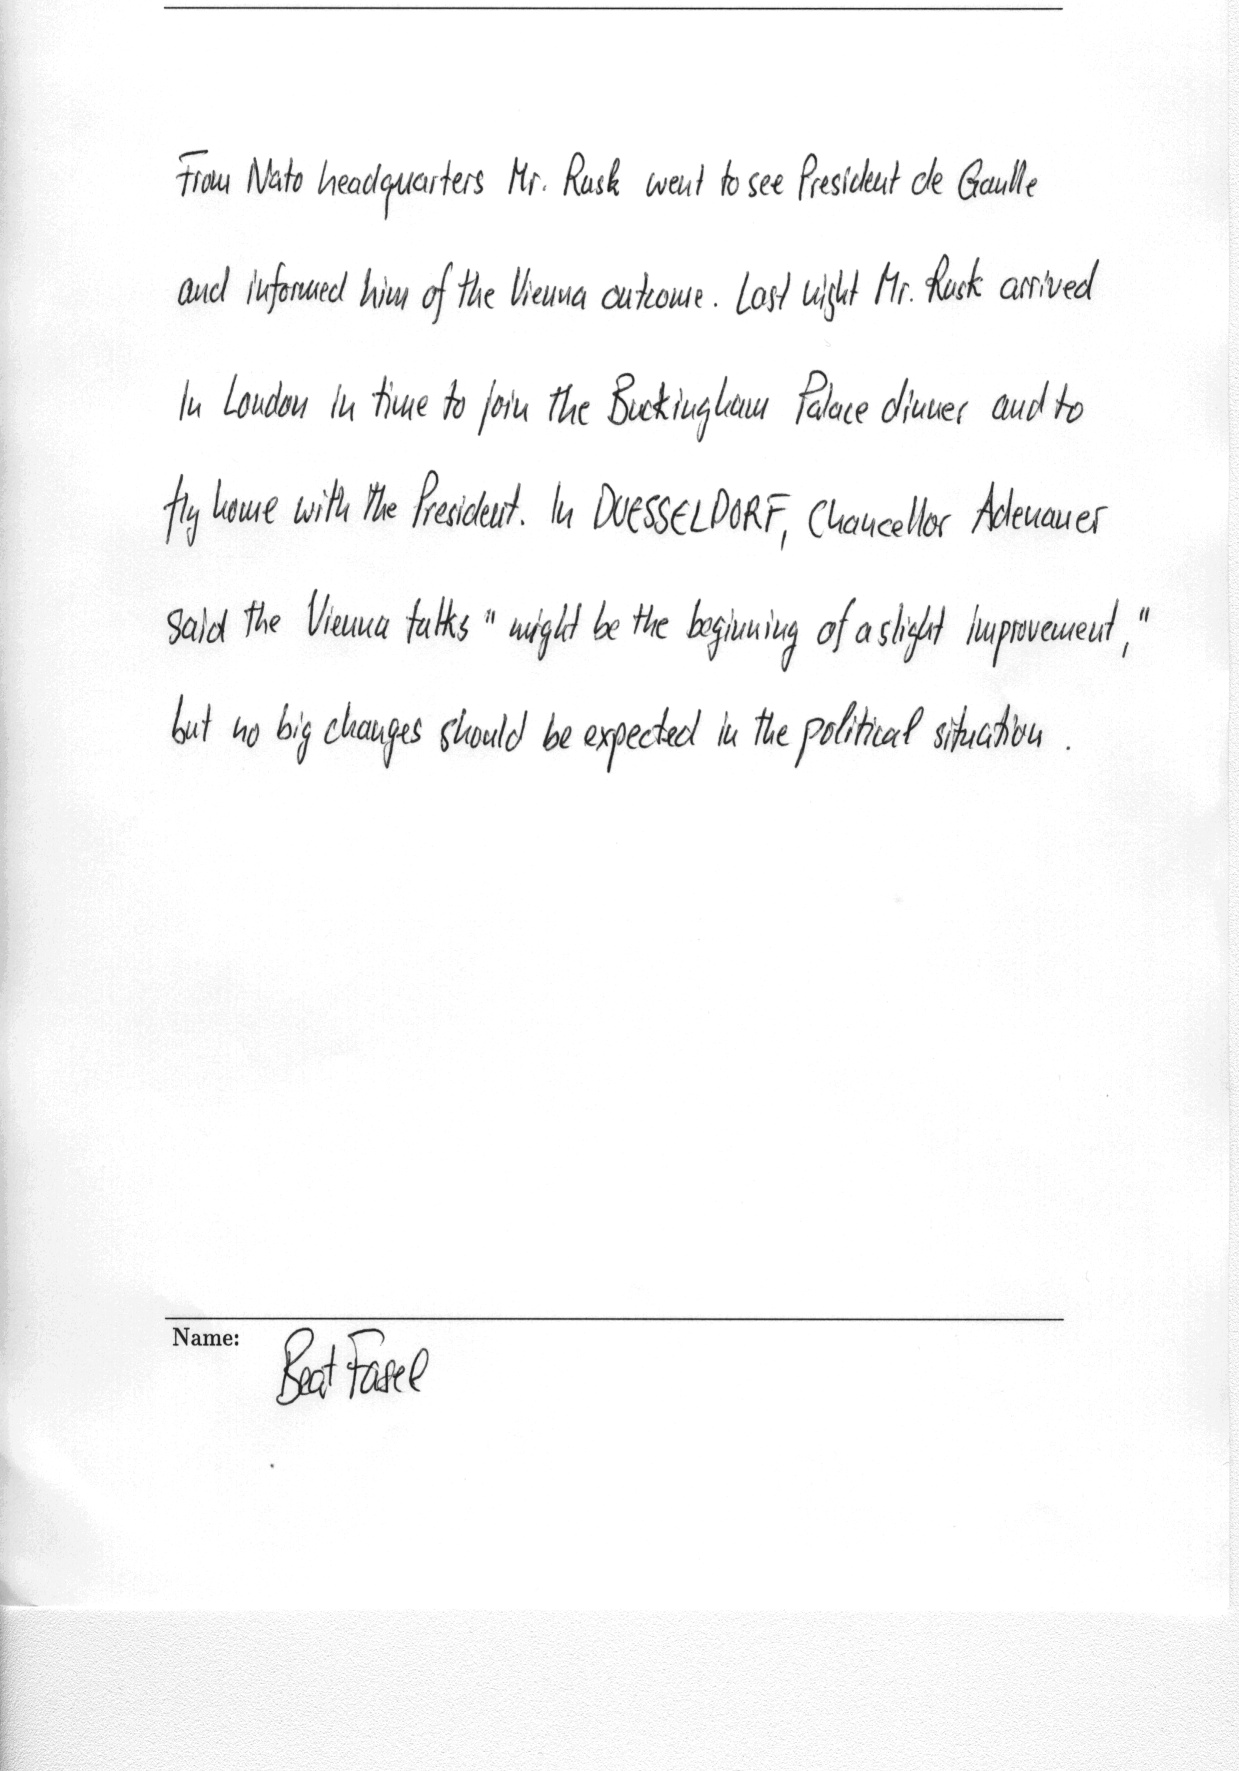 From Nato headquarters Mr. Rusk went to see President de Gaulle
and informed him of the Vienna outcome. Last night Mr. Rusk arrived
in London in time to join the Buckingham Palace dinner and to
fly home with the President. In DUESSELDORF, Chancellor Adenauer
said the Vienna talks "might be the beginning of a slight improvement,"
but no big changes should be expected in the political situation.
Name: Beat Fasel